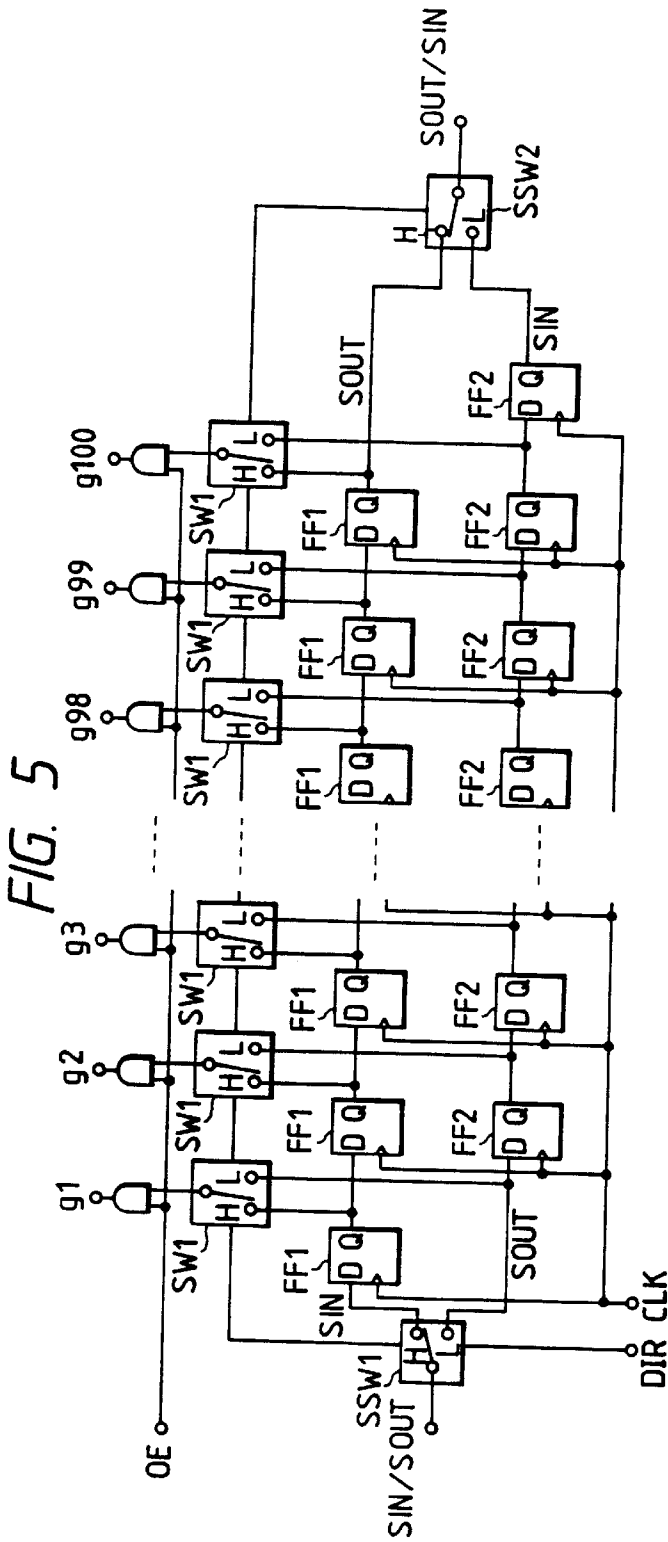 FIG. 5
OE
g1
g2
g3
g98
g99
g100
SW1
SW1
SW1
SW1
SW1
SW1
H L
H L
H L
H L
H L
H L
FF1
FF1
FF1
FF1
FF1
FF1
D Q
D Q
D Q
D Q
D Q
D Q
SIN
SOUT
SSW1
H
L
SIN/SOUT
SOUT
FF2
FF2
FF2
FF2
FF2
FF2
D Q
D Q
D Q
D Q
D Q
D Q
SIN
H
L
SSW2
SOUT/SIN
DIR
CLK